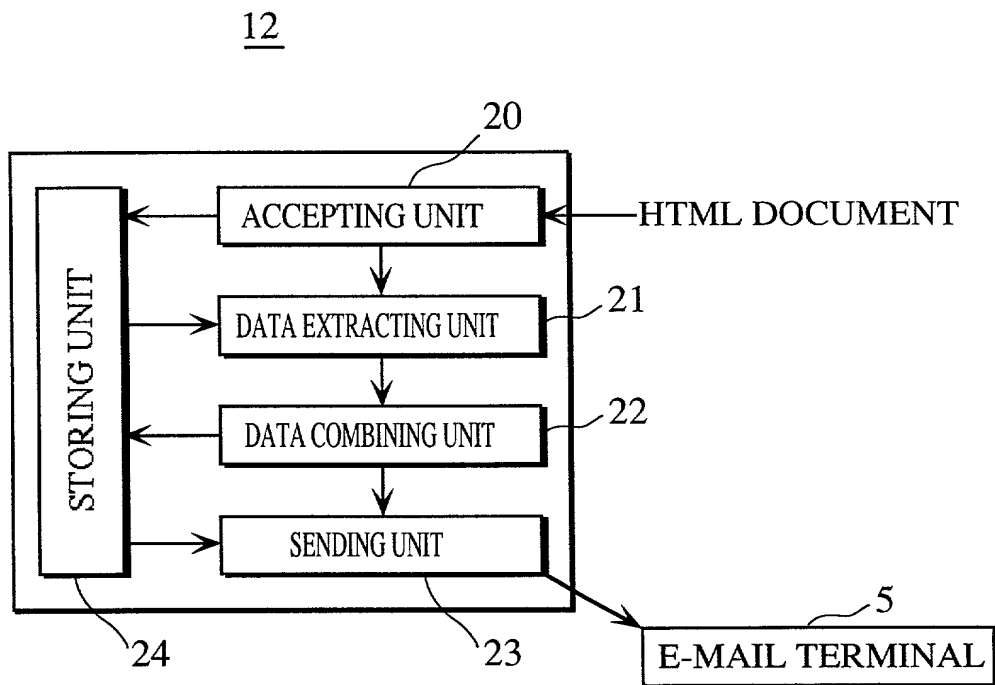 12
20
ACCEPTING UNIT
HTML DOCUMENT
STORING UNIT
21
DATA EXTRACTING UNIT
22
DATA COMBINING UNIT
SENDING UNIT
24
23
5
E-MAIL TERMINAL